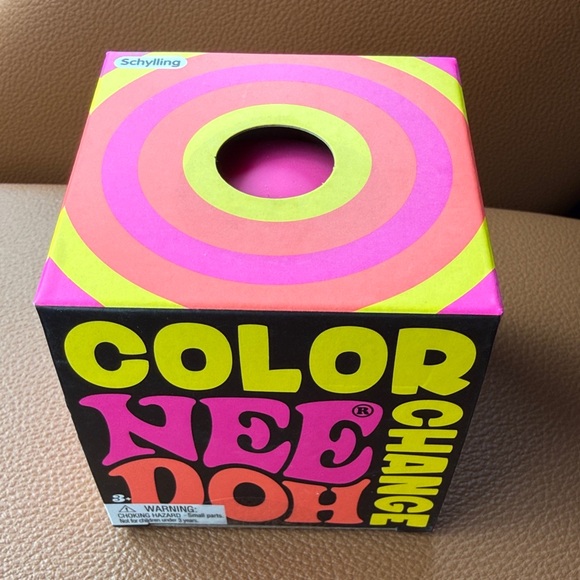 Schylling
COLOR
CHANGE
NEE®
DOH
3+
⚠ WARNING:
CHOKING HAZARD - Small parts.
Not for children under 3 years.